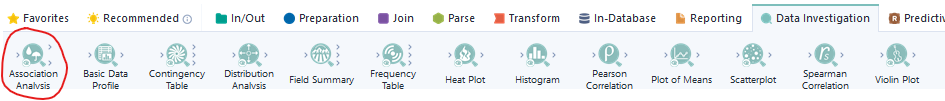 Favorites
Recommended
In/Out
Preparation
Join
Parse
Transform
In-Database
Reporting
Data Investigation
R
Predictiv
Association
Analysis
Basic Data
Profile
Contingency
Table
Distribution
Analysis
Field Summary
Frequency
Table
Heat Plot
Histogram
Pearson
Correlation
Plot of Means
Scatterplot
Spearman
Correlation
Violin Plot